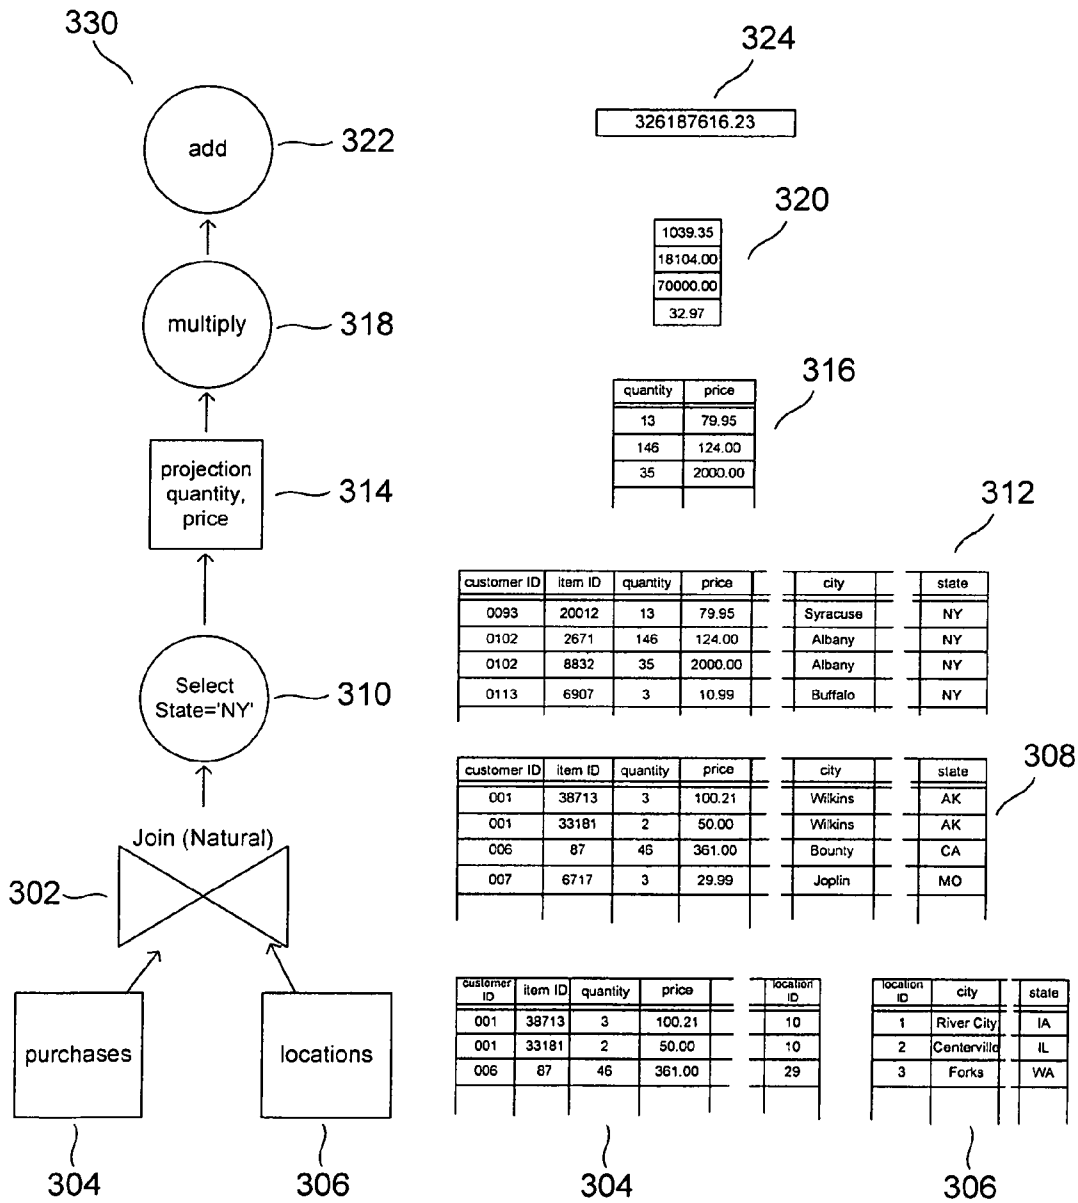 330
324
add
322
326187616.23
320
1039.35
18104.00
70000.00
32.97
multiply
318
316
quantity price
13 79.95
146 124.00
35 2000.00
projection
quantity,
price
314
312
customer ID item ID quantity price city state
0093 20012 13 79.95 Syracuse NY
0102 2671 146 124.00 Albany NY
0102 8832 35 2000.00 Albany NY
0113 6907 3 10.99 Buffalo NY
Select
State='NY'
310
308
customer ID item ID quantity price city state
001 38713 3 100.21 Wilkins AK
001 33181 2 50.00 Wilkins AK
006 87 46 361.00 Bounty CA
007 6717 3 29.99 Joplin MO
Join (Natural)
302
purchases
locations
customer ID item ID quantity price location ID
001 38713 3 100.21 10
001 33181 2 50.00 10
006 87 46 361.00 29
location ID city state
1 River City IA
2 Centerville IL
3 Forks WA
304
306
304
306